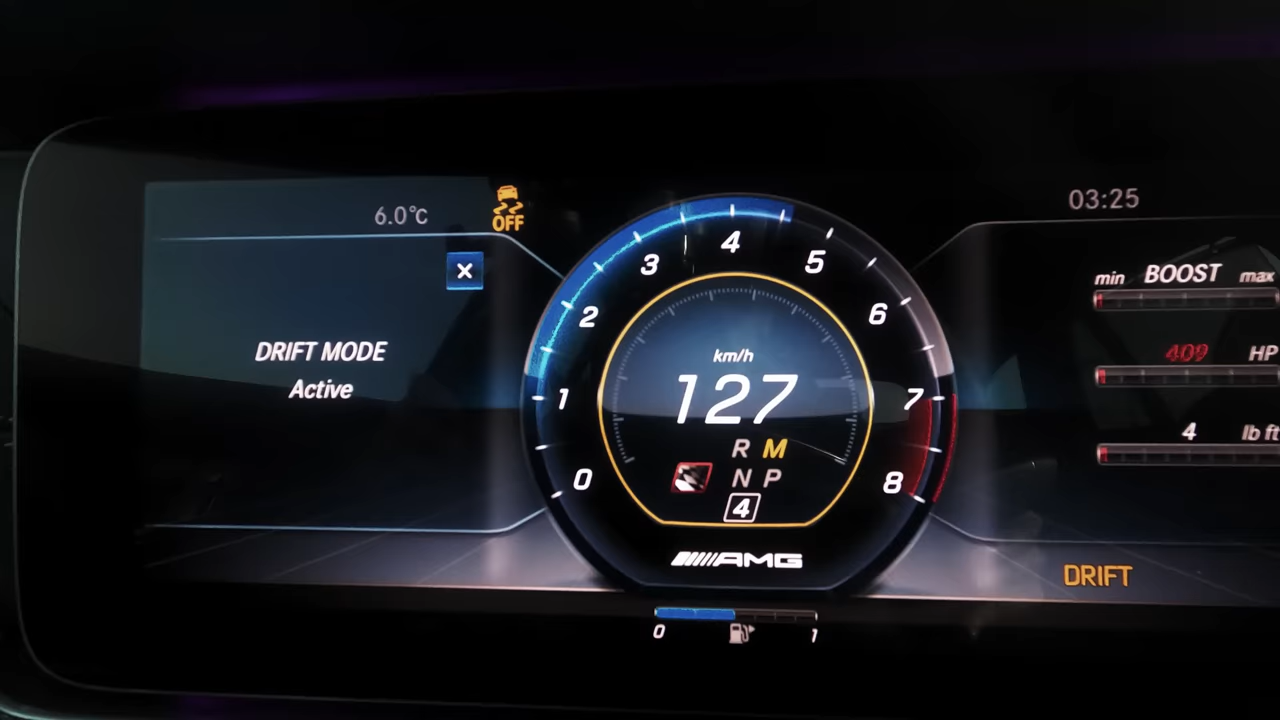 6.0°C
OFF
03:25
×
DRIFT MODE
Active
0
1
2
3
4
5
6
7
8
km/h
127
R M
N P
4
AMG
min BOOST max
409 HP
4 lb ft
DRIFT
0 1